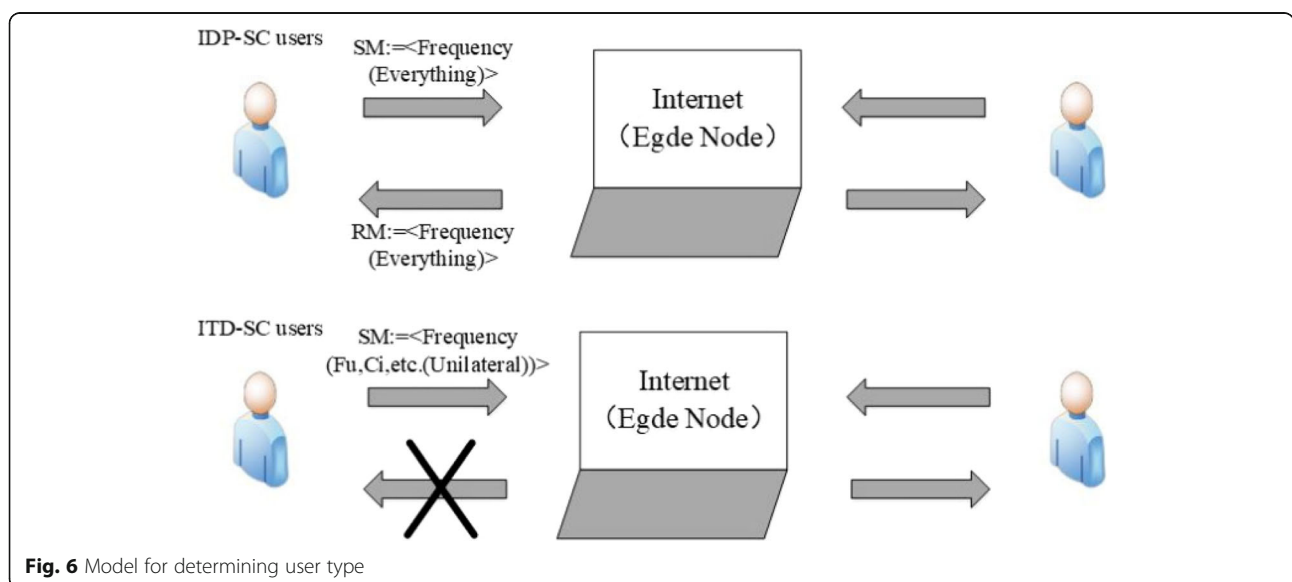 IDP-SC users
SM:=<Frequency
(Everything)>
Internet
（Egde Node）
RM:=<Frequency
(Everything)>
ITD-SC users
SM:=<Frequency
(Fu,Ci,etc.(Unilateral))>
Internet
（Egde Node）
Fig. 6 Model for determining user type